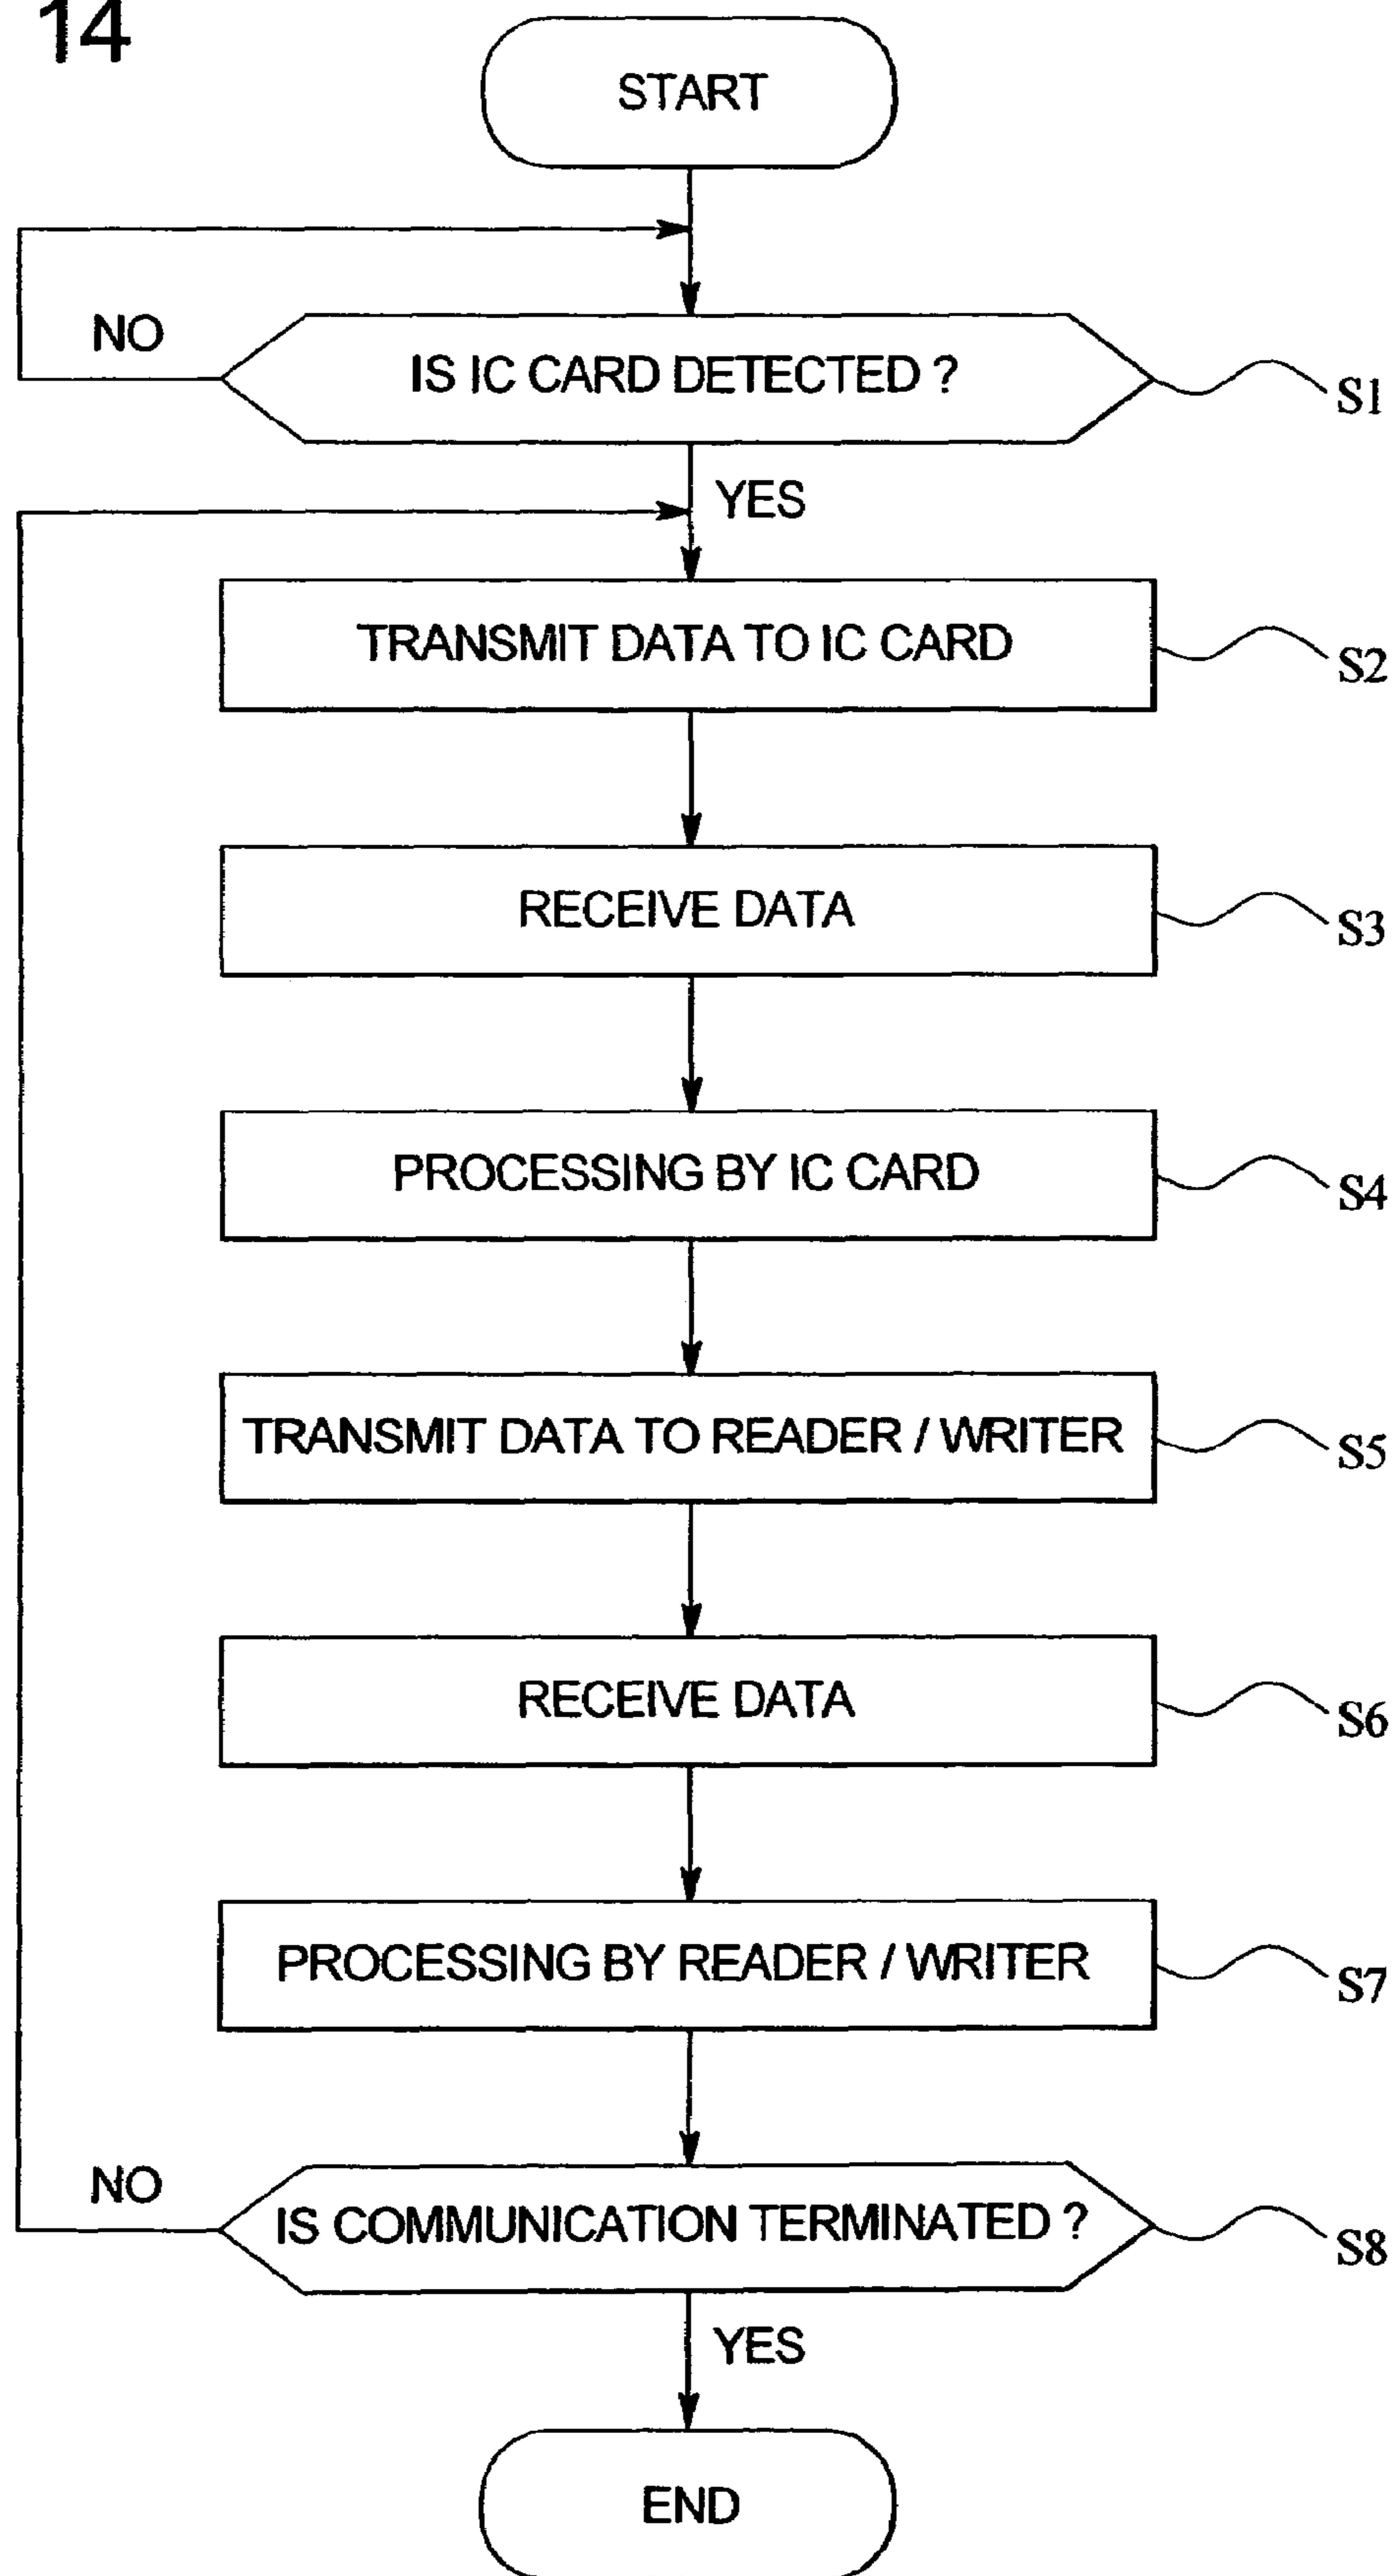 14
START
NO
IS IC CARD DETECTED ?
S1
YES
TRANSMIT DATA TO IC CARD
S2
RECEIVE DATA
S3
PROCESSING BY IC CARD
S4
TRANSMIT DATA TO READER / WRITER
S5
RECEIVE DATA
S6
PROCESSING BY READER / WRITER
S7
NO
IS COMMUNICATION TERMINATED ?
S8
YES
END